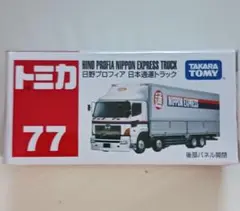 HINO PROFIA NIPPON EXPRESS TRUCK
日野プロフィア 日本通運トラック
TAKARA
TOMY
トミカ
77
通 NIPPON EXPRESS
後部パネル開閉